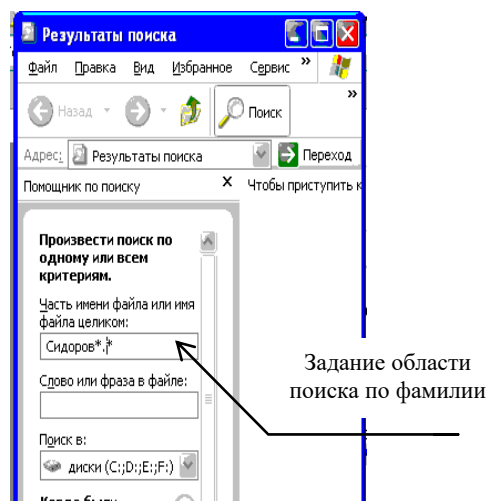 Результаты поиска
Файл Правка Вид Избранное Сервис »
Назад Поиск »
Адрес: Результаты поиска Переход
Помощник по поиску x Чтобы приступить к
Произвести поиск по
одному или всем
критериям.
Часть имени файла или имя
файла целиком:
Сидоров*.*
Слово или фраза в файле:
Поиск в:
диски (C:;D:;E:;F:)
Задание области
поиска по фамилии